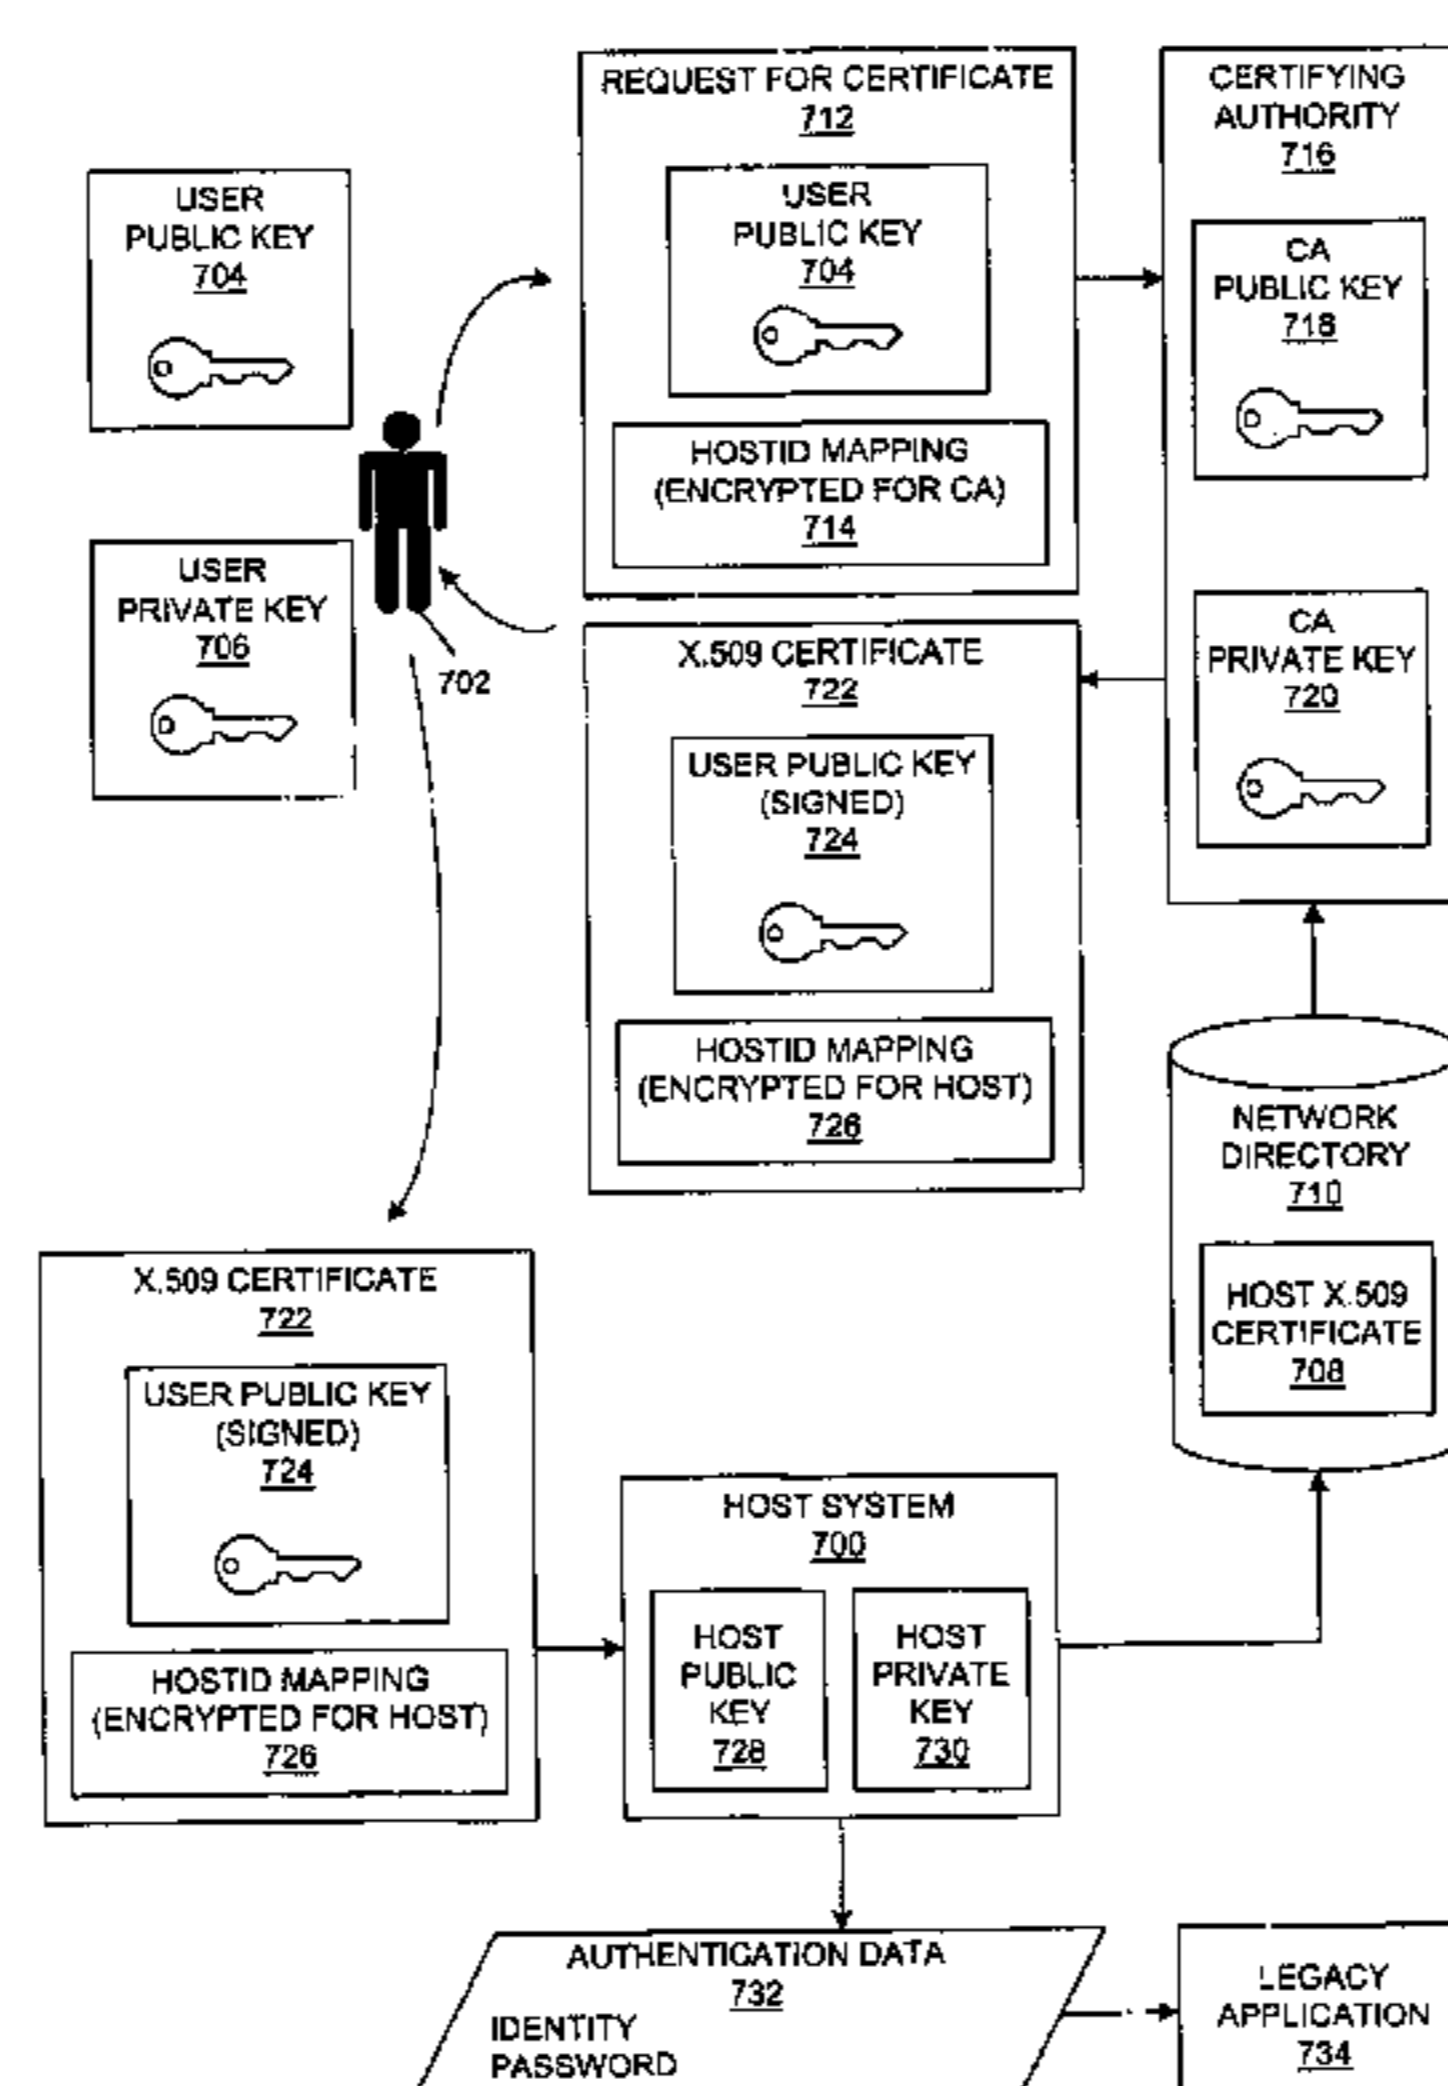 REQUEST FOR CERTIFICATE
712
USER
PUBLIC KEY
704
HOSTID MAPPING
(ENCRYPTED FOR CA)
714
CERTIFYING
AUTHORITY
716
CA
PUBLIC KEY
718
CA
PRIVATE KEY
720
USER
PUBLIC KEY
704
USER
PRIVATE KEY
706
702
X.509 CERTIFICATE
722
USER PUBLIC KEY
(SIGNED)
724
HOSTID MAPPING
(ENCRYPTED FOR HOST)
726
NETWORK
DIRECTORY
710
HOST X.509
CERTIFICATE
708
X.509 CERTIFICATE
722
USER PUBLIC KEY
(SIGNED)
724
HOSTID MAPPING
(ENCRYPTED FOR HOST)
726
HOST SYSTEM
700
HOST
PUBLIC
KEY
728
HOST
PRIVATE
KEY
730
AUTHENTICATION DATA
732
IDENTITY
PASSWORD
LEGACY
APPLICATION
734